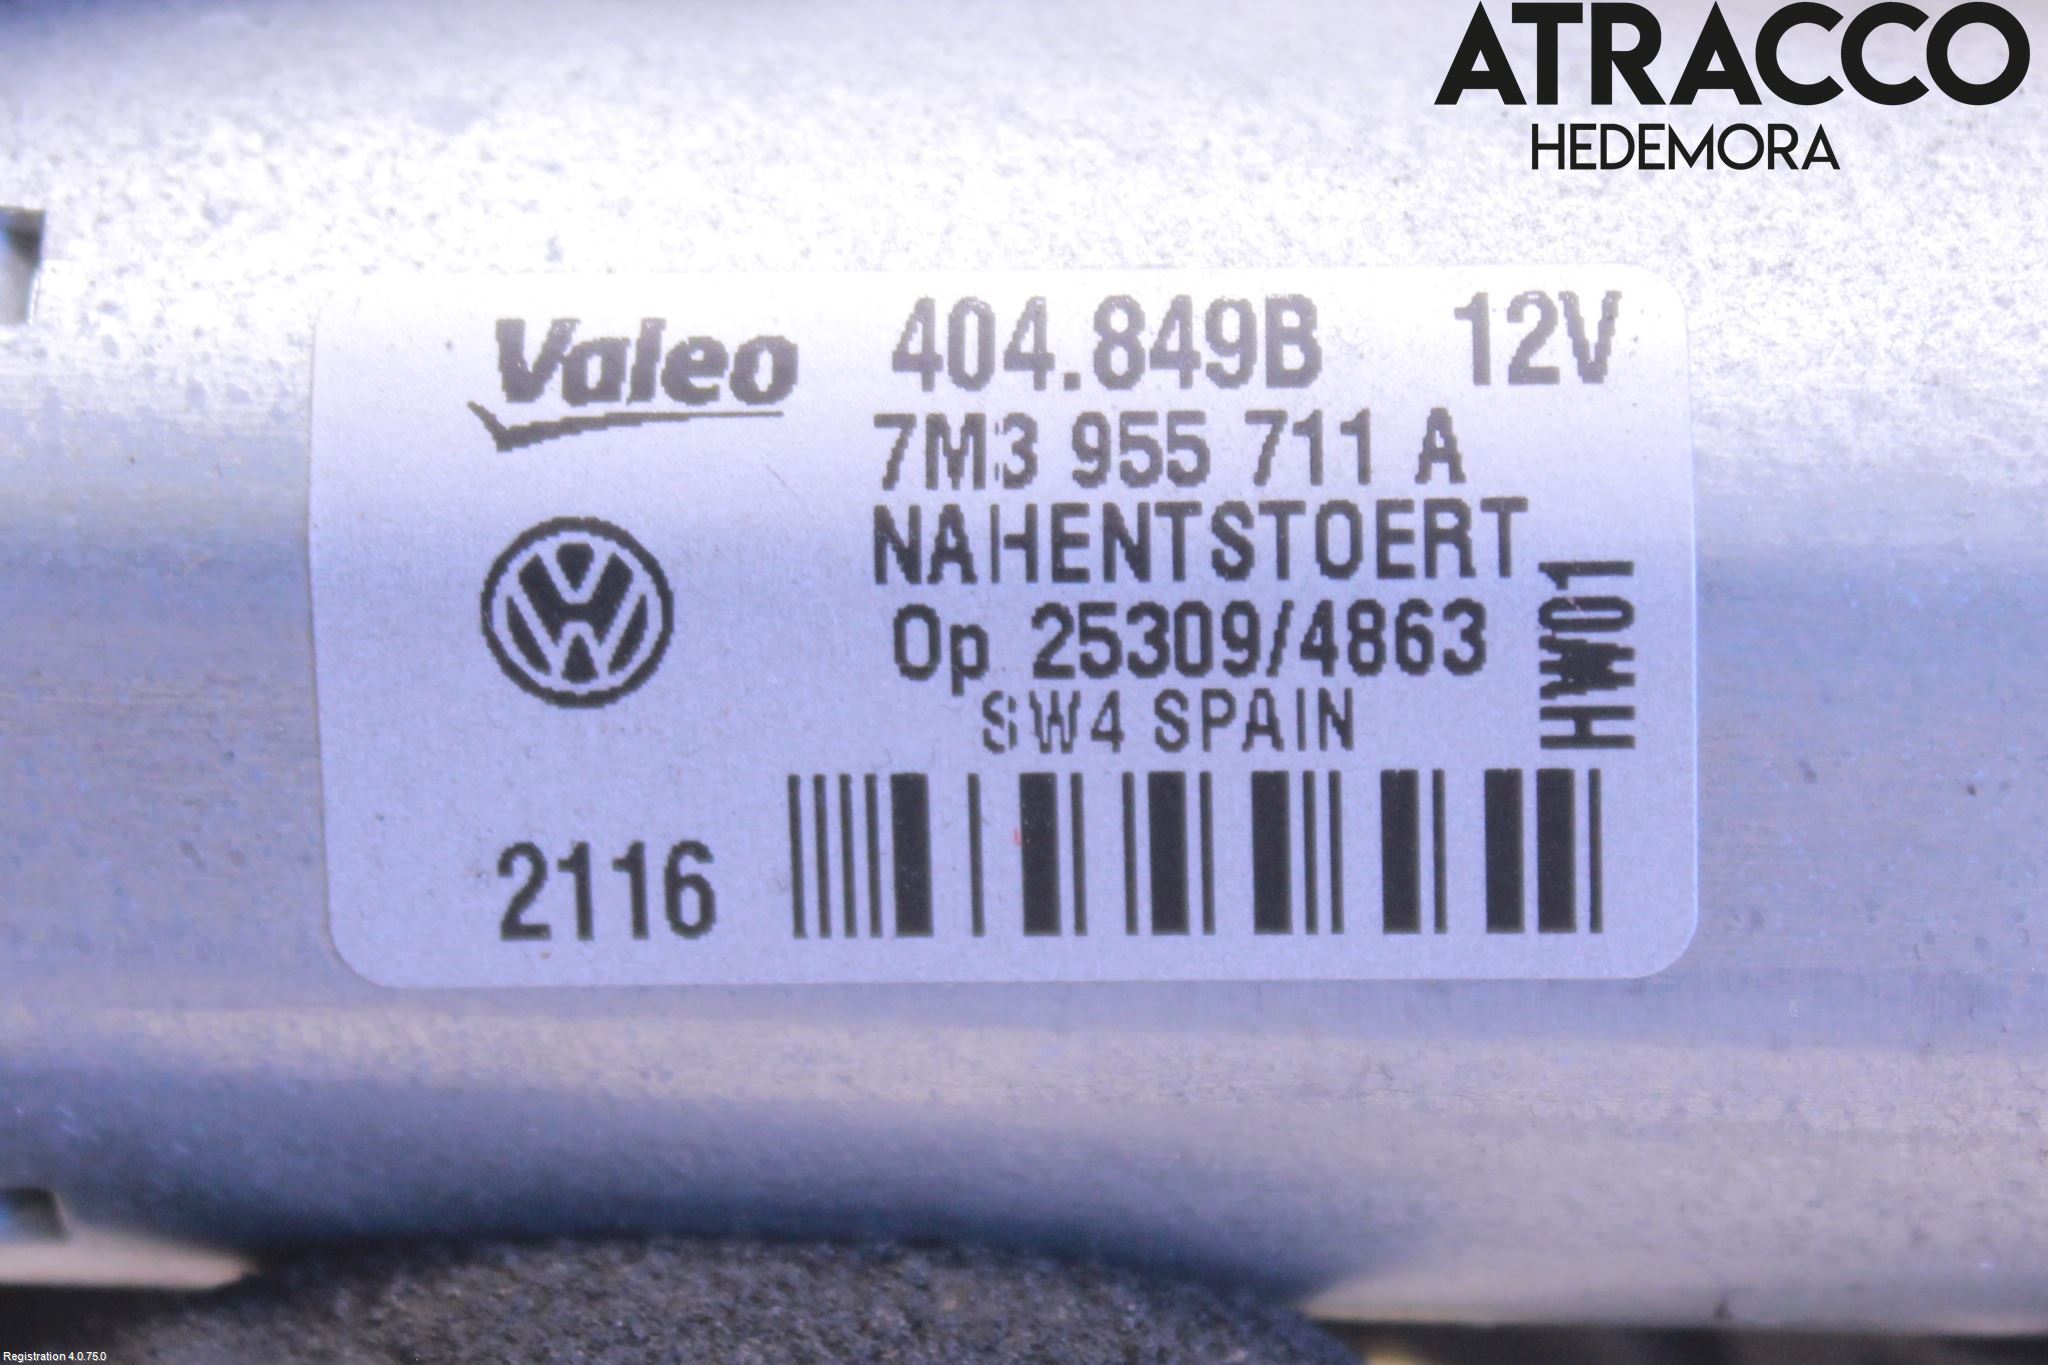 ATRACCO
HEDEMORA
Valeo 404.849B 12V
7M3 955 711 A
NAHENTSTOERT
Op 25309/4863
HW01
SW4 SPAIN
2116
Registration 4.0.75.0